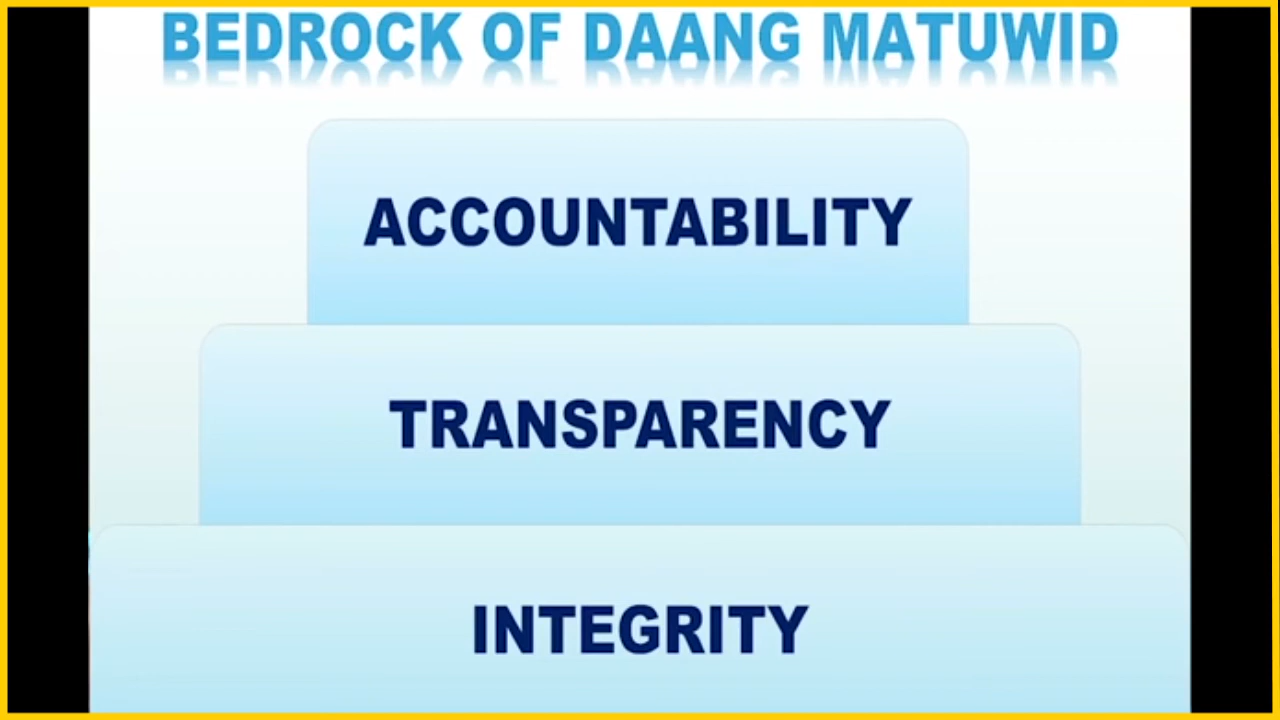 BEDROCK OF DAANG MATUWID
ACCOUNTABILITY
TRANSPARENCY
INTEGRITY